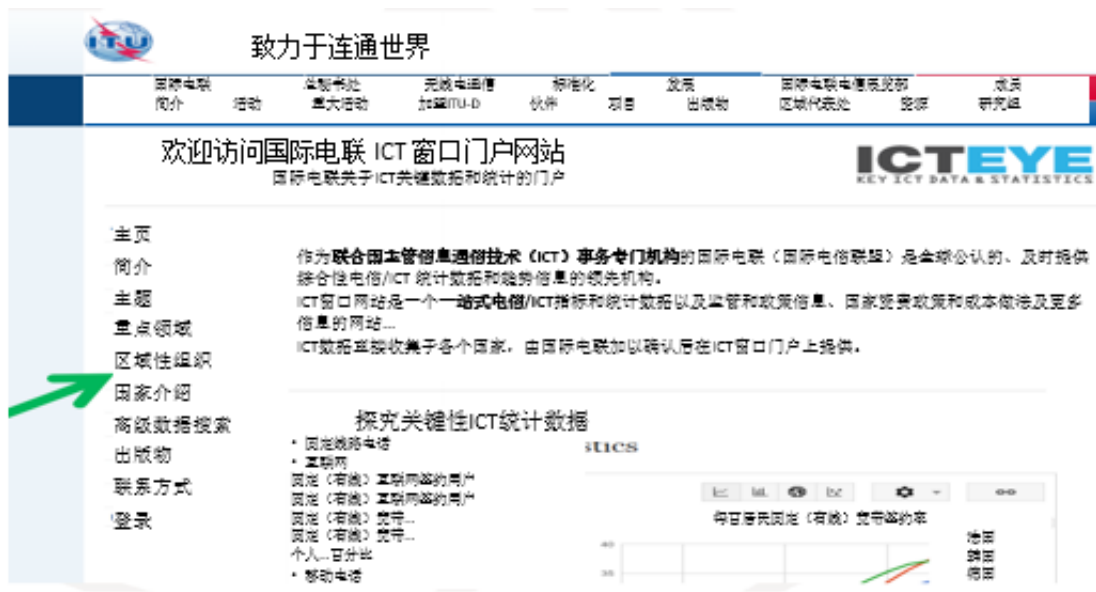 ITU
致力于连通世界
国际电联 总秘书处 无线电通信 标准化 发展 国际电联电信展览部 成员
简介 活动 重大活动 加盟ITU-D 伙伴 项目 出版物 区域代表处 资源 研究组
欢迎访问国际电联 ICT 窗口门户网站
国际电联关于ICT关键数据和统计的门户
ICTEYE
KEY ICT DATA & STATISTICS
主页
简介
主题
重点领域
区域性组织
国家介绍
高级数据搜索
出版物
联系方式
登录
作为联合国主管信息通信技术（ICT）事务专门机构的国际电联（国际电信联盟）是全球公认的、及时提供
综合性电信/ICT 统计数据和趋势信息的领先机构。
ICT窗口网站是一个一站式电信/ICT指标和统计数据以及监管和政策信息、国家资费政策和成本做法及更多
信息的网站...
ICT数据直接收集于各个国家，由国际电联加以确认后在ICT窗口门户上提供。
探究关键性ICT统计数据
stics
• 固定线路电话
• 互联网
固定（有线）互联网签约用户
固定（有线）互联网签约用户
固定（有线）宽带...
固定（有线）宽带...
个人...百分比
• 移动电话
每百居民固定（有线）宽带签约率
40
35
法国
韩国
德国